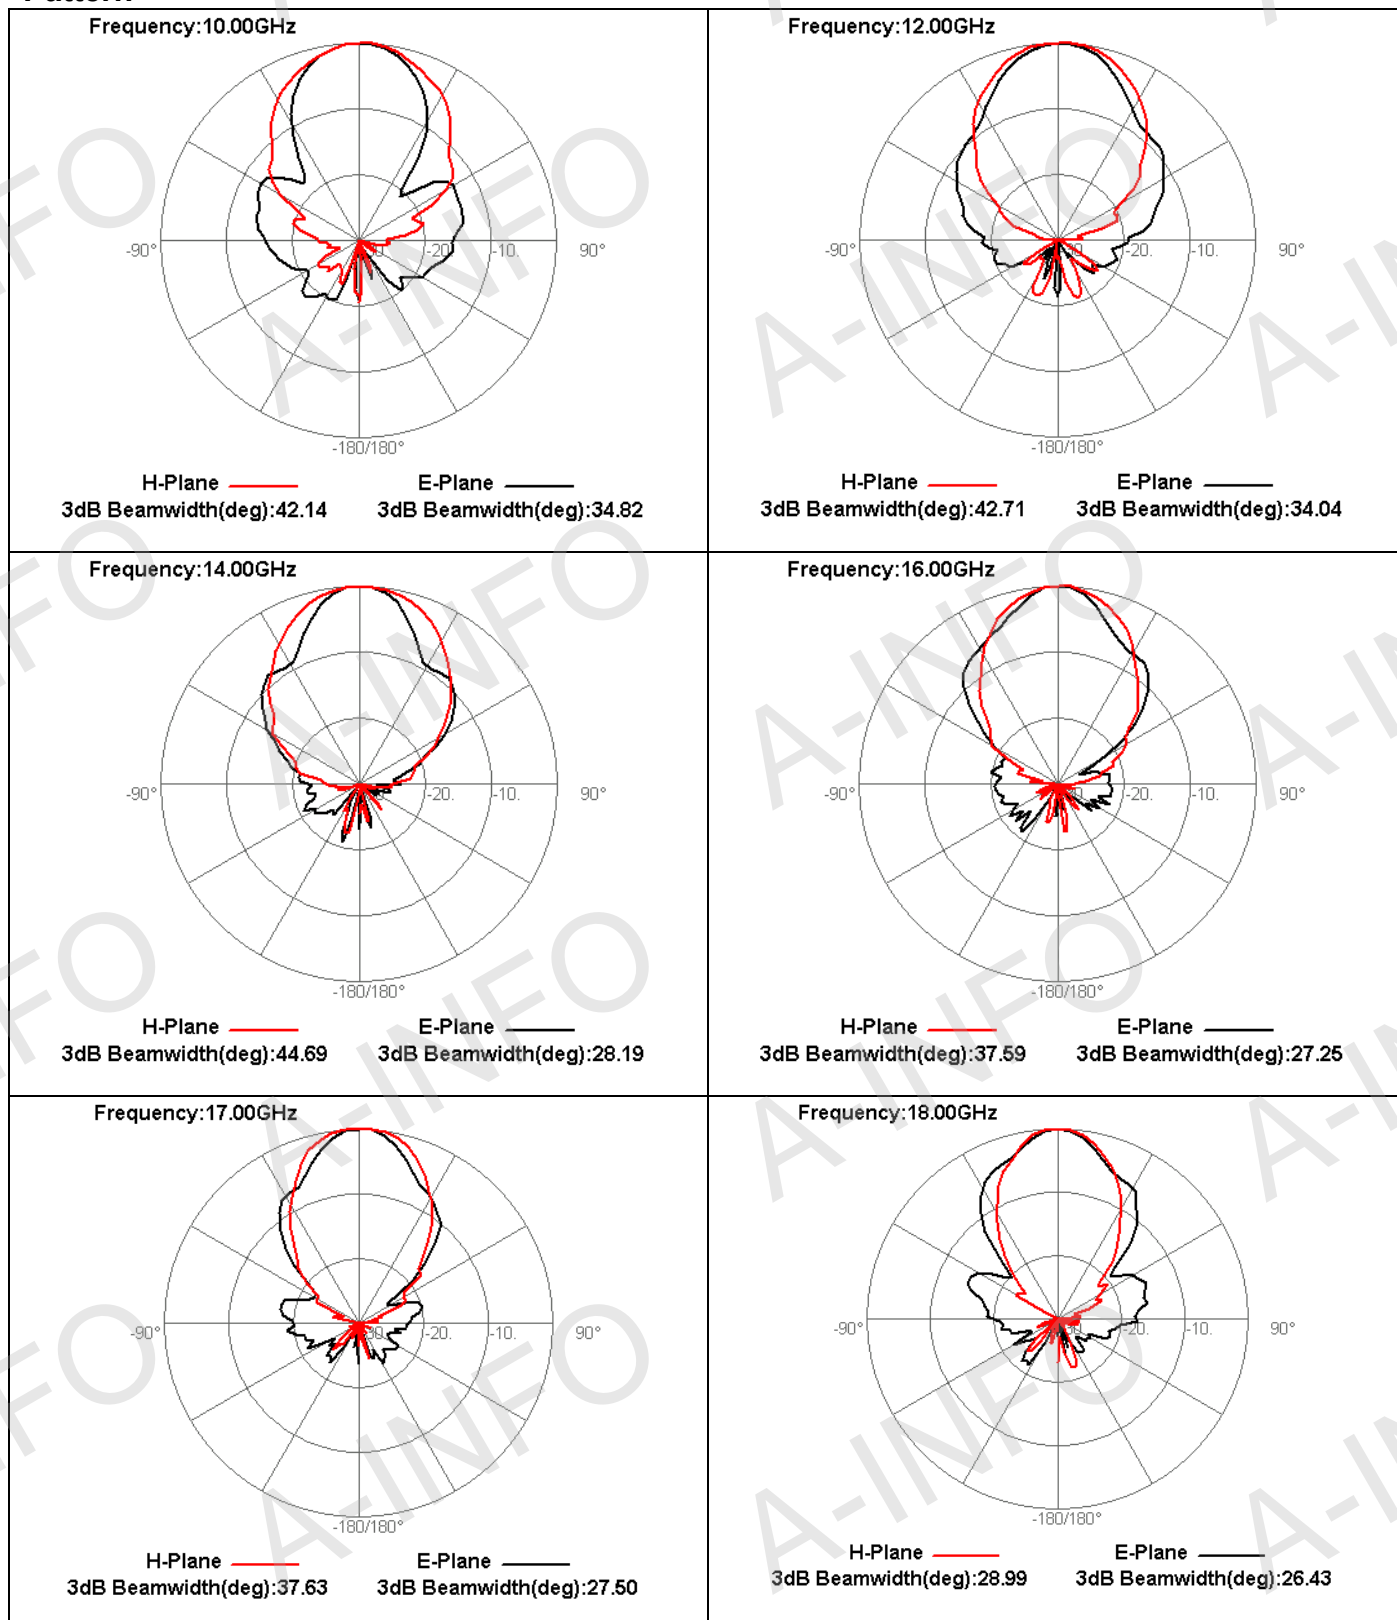 Pattern
Frequency:10.00GHz
-90° -20. -10. 90°
-180/180°
H-Plane E-Plane
3dB Beamwidth(deg):42.14 3dB Beamwidth(deg):34.82
Frequency:12.00GHz
-90° -20. -10. 90°
-180/180°
H-Plane E-Plane
3dB Beamwidth(deg):42.71 3dB Beamwidth(deg):34.04
Frequency:14.00GHz
-90° -20. -10. 90°
-180/180°
H-Plane E-Plane
3dB Beamwidth(deg):44.69 3dB Beamwidth(deg):28.19
Frequency:16.00GHz
-90° -20. -10. 90°
-180/180°
H-Plane E-Plane
3dB Beamwidth(deg):37.59 3dB Beamwidth(deg):27.25
Frequency:17.00GHz
-90° -20. -10. 90°
-180/180°
H-Plane E-Plane
3dB Beamwidth(deg):37.63 3dB Beamwidth(deg):27.50
Frequency:18.00GHz
-90° -20. -10. 90°
-180/180°
H-Plane E-Plane
3dB Beamwidth(deg):28.99 3dB Beamwidth(deg):26.43
A-INFO
A-INFO
A-INFO
A-INFO
A-INFO
A-INFO